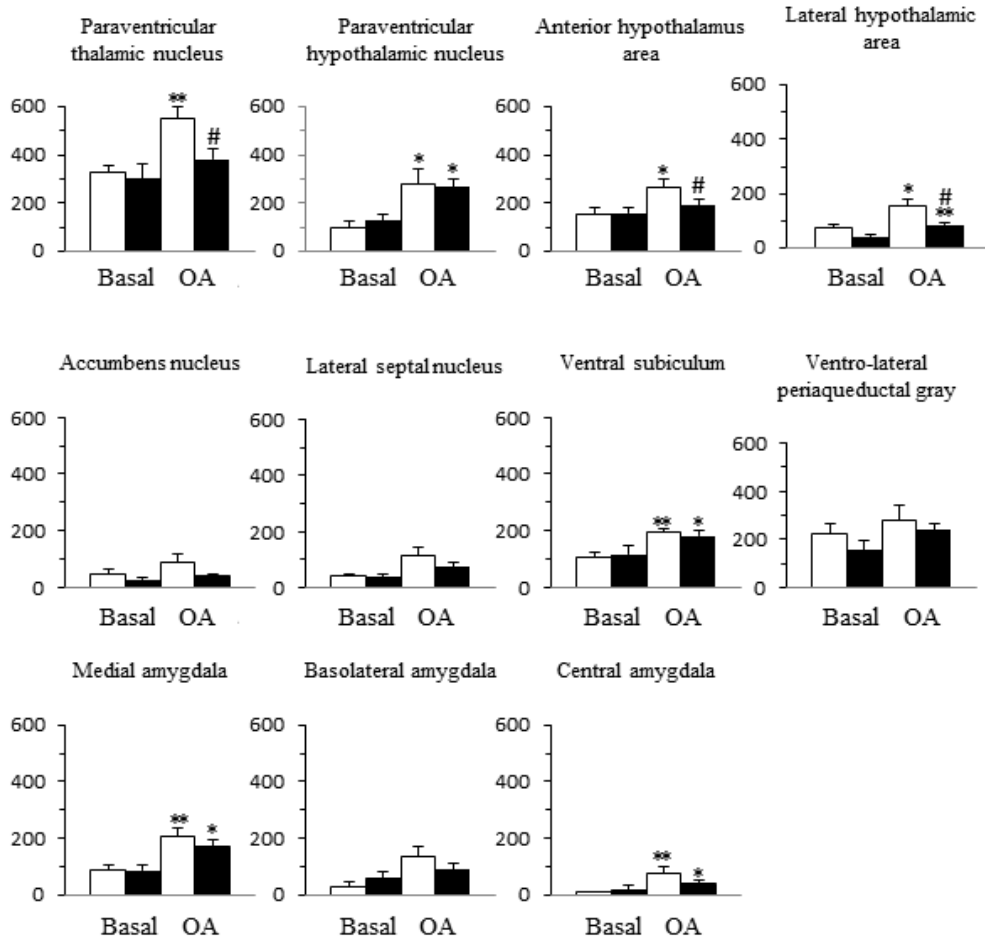 Paraventricular
thalamic nucleus
600
400
200
0
**
#
Basal OA
Paraventricular
hypothalamic nucleus
600
400
200
0
*
*
Basal OA
Anterior hypothalamus
area
600
400
200
0
*
#
Basal OA
Lateral hypothalamic
area
600
400
200
0
*
#
**
Basal OA
Accumbens nucleus
600
400
200
0
Basal OA
Lateral septal nucleus
600
400
200
0
Basal OA
Ventral subiculum
600
400
200
0
**
*
Basal OA
Ventro-lateral
periaqueductal gray
600
400
200
0
Basal OA
Medial amygdala
600
400
200
0
**
*
Basal OA
Basolateral amygdala
600
400
200
0
Basal OA
Central amygdala
600
400
200
0
**
*
Basal OA